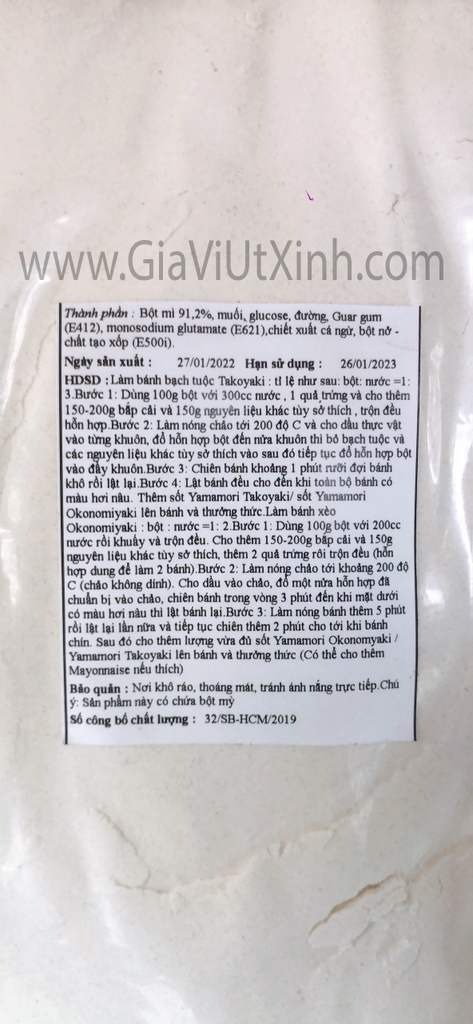 www.GiaViUtXinh.com
Thành phần : Bột mì 91,2%, muối, glucose, đường, Guar gum
(E412), monosodium glutamate (E621),chiết xuất cá ngừ, bột nở -
chất tạo xốp (E500i).
Ngày sản xuất : 27/01/2022 Hạn sử dụng : 26/01/2023
HDSD : Làm bánh bạch tuộc Takoyaki : tỉ lệ như sau: bột: nước =1:
3.Bước 1: Dùng 100g bột với 300cc nước , 1 quả trứng và cho thêm
150-200g bắp cải và 150g nguyên liệu khác tùy sở thích , trộn đều
hỗn hợp.Bước 2: Làm nóng chảo tới 200 độ C và cho dầu thực vật
vào từng khuôn, đổ hỗn hợp bột đến nửa khuôn thì bỏ bạch tuộc và
các nguyên liệu khác tùy sở thích vào sau đó tiếp tục đổ hỗn hợp bột
vào đầy khuôn.Bước 3: Chiên bánh khoảng 1 phút rưỡi đợi bánh
khô rồi lật lại.Bước 4: Lật bánh đều cho đến khi toàn bộ bánh có
màu hơi nâu. Thêm sốt Yamamori Takoyaki/ sốt Yamamori
Okonomiyaki lên bánh và thưởng thức.Làm bánh xèo
Okonomiyaki : bột : nước =1: 2.Bước 1: Dùng 100g bột với 200cc
nước rồi khuấy và trộn đều. Cho thêm 150-200g bắp cải và 150g
nguyên liệu khác tùy sở thích, thêm 2 quả trứng rồi trộn đều (hỗn
hợp dung để làm 2 bánh).Bước 2: Làm nóng chảo tới khoảng 200 độ
C (chảo không dính). Cho dầu vào chảo, đổ một nửa hỗn hợp đã
chuẩn bị vào chảo, chiên bánh trong vòng 3 phút đến khi mặt dưới
có màu hơi nâu thì lật bánh lại.Bước 3: Làm nóng bánh thêm 5 phút
rồi lật lại lần nữa và tiếp tục chiên thêm 2 phút cho tới khi bánh
chín. Sau đó cho thêm lượng vừa đủ sốt Yamamori Okonomyaki /
Yamamori Takoyaki lên bánh và thưởng thức (Có thể cho thêm
Mayonnaise nếu thích)
Bảo quản : Nơi khô ráo, thoáng mát, tránh ánh nắng trực tiếp.Chú
ý: Sản phẩm này có chứa bột mỳ
Số công bố chất lượng : 32/SB-HCM/2019